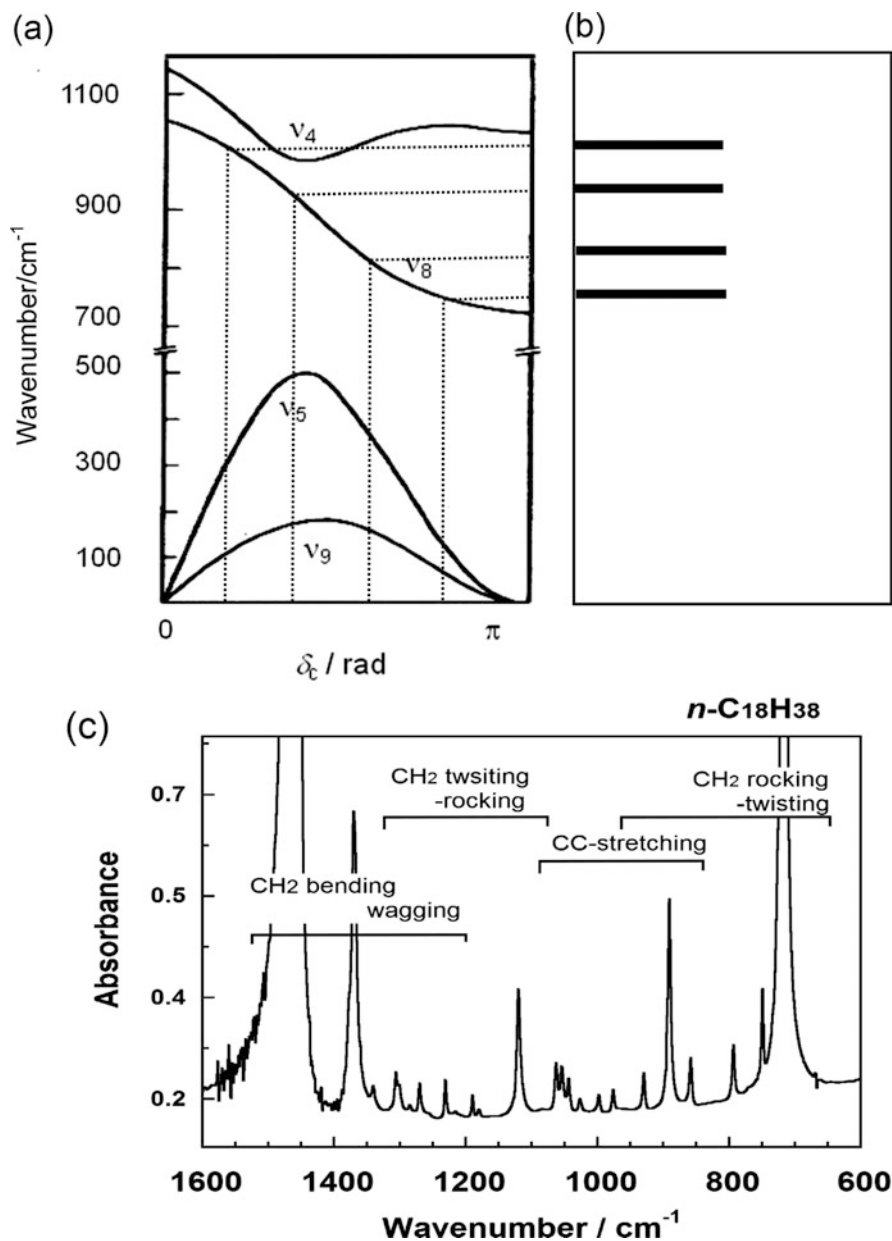 (a)
(b)
1100
900
700
500
300
100
Wavenumber/cm⁻¹
ν4
ν8
ν5
ν9
0
π
δc / rad
(c)
n-C18H38
CH2 twsiting
-rocking
CH2 rocking
-twisting
CC-stretching
CH2 bending
wagging
0.7
0.5
0.4
0.2
Absorbance
1600
1400
1200
1000
800
600
Wavenumber / cm⁻¹